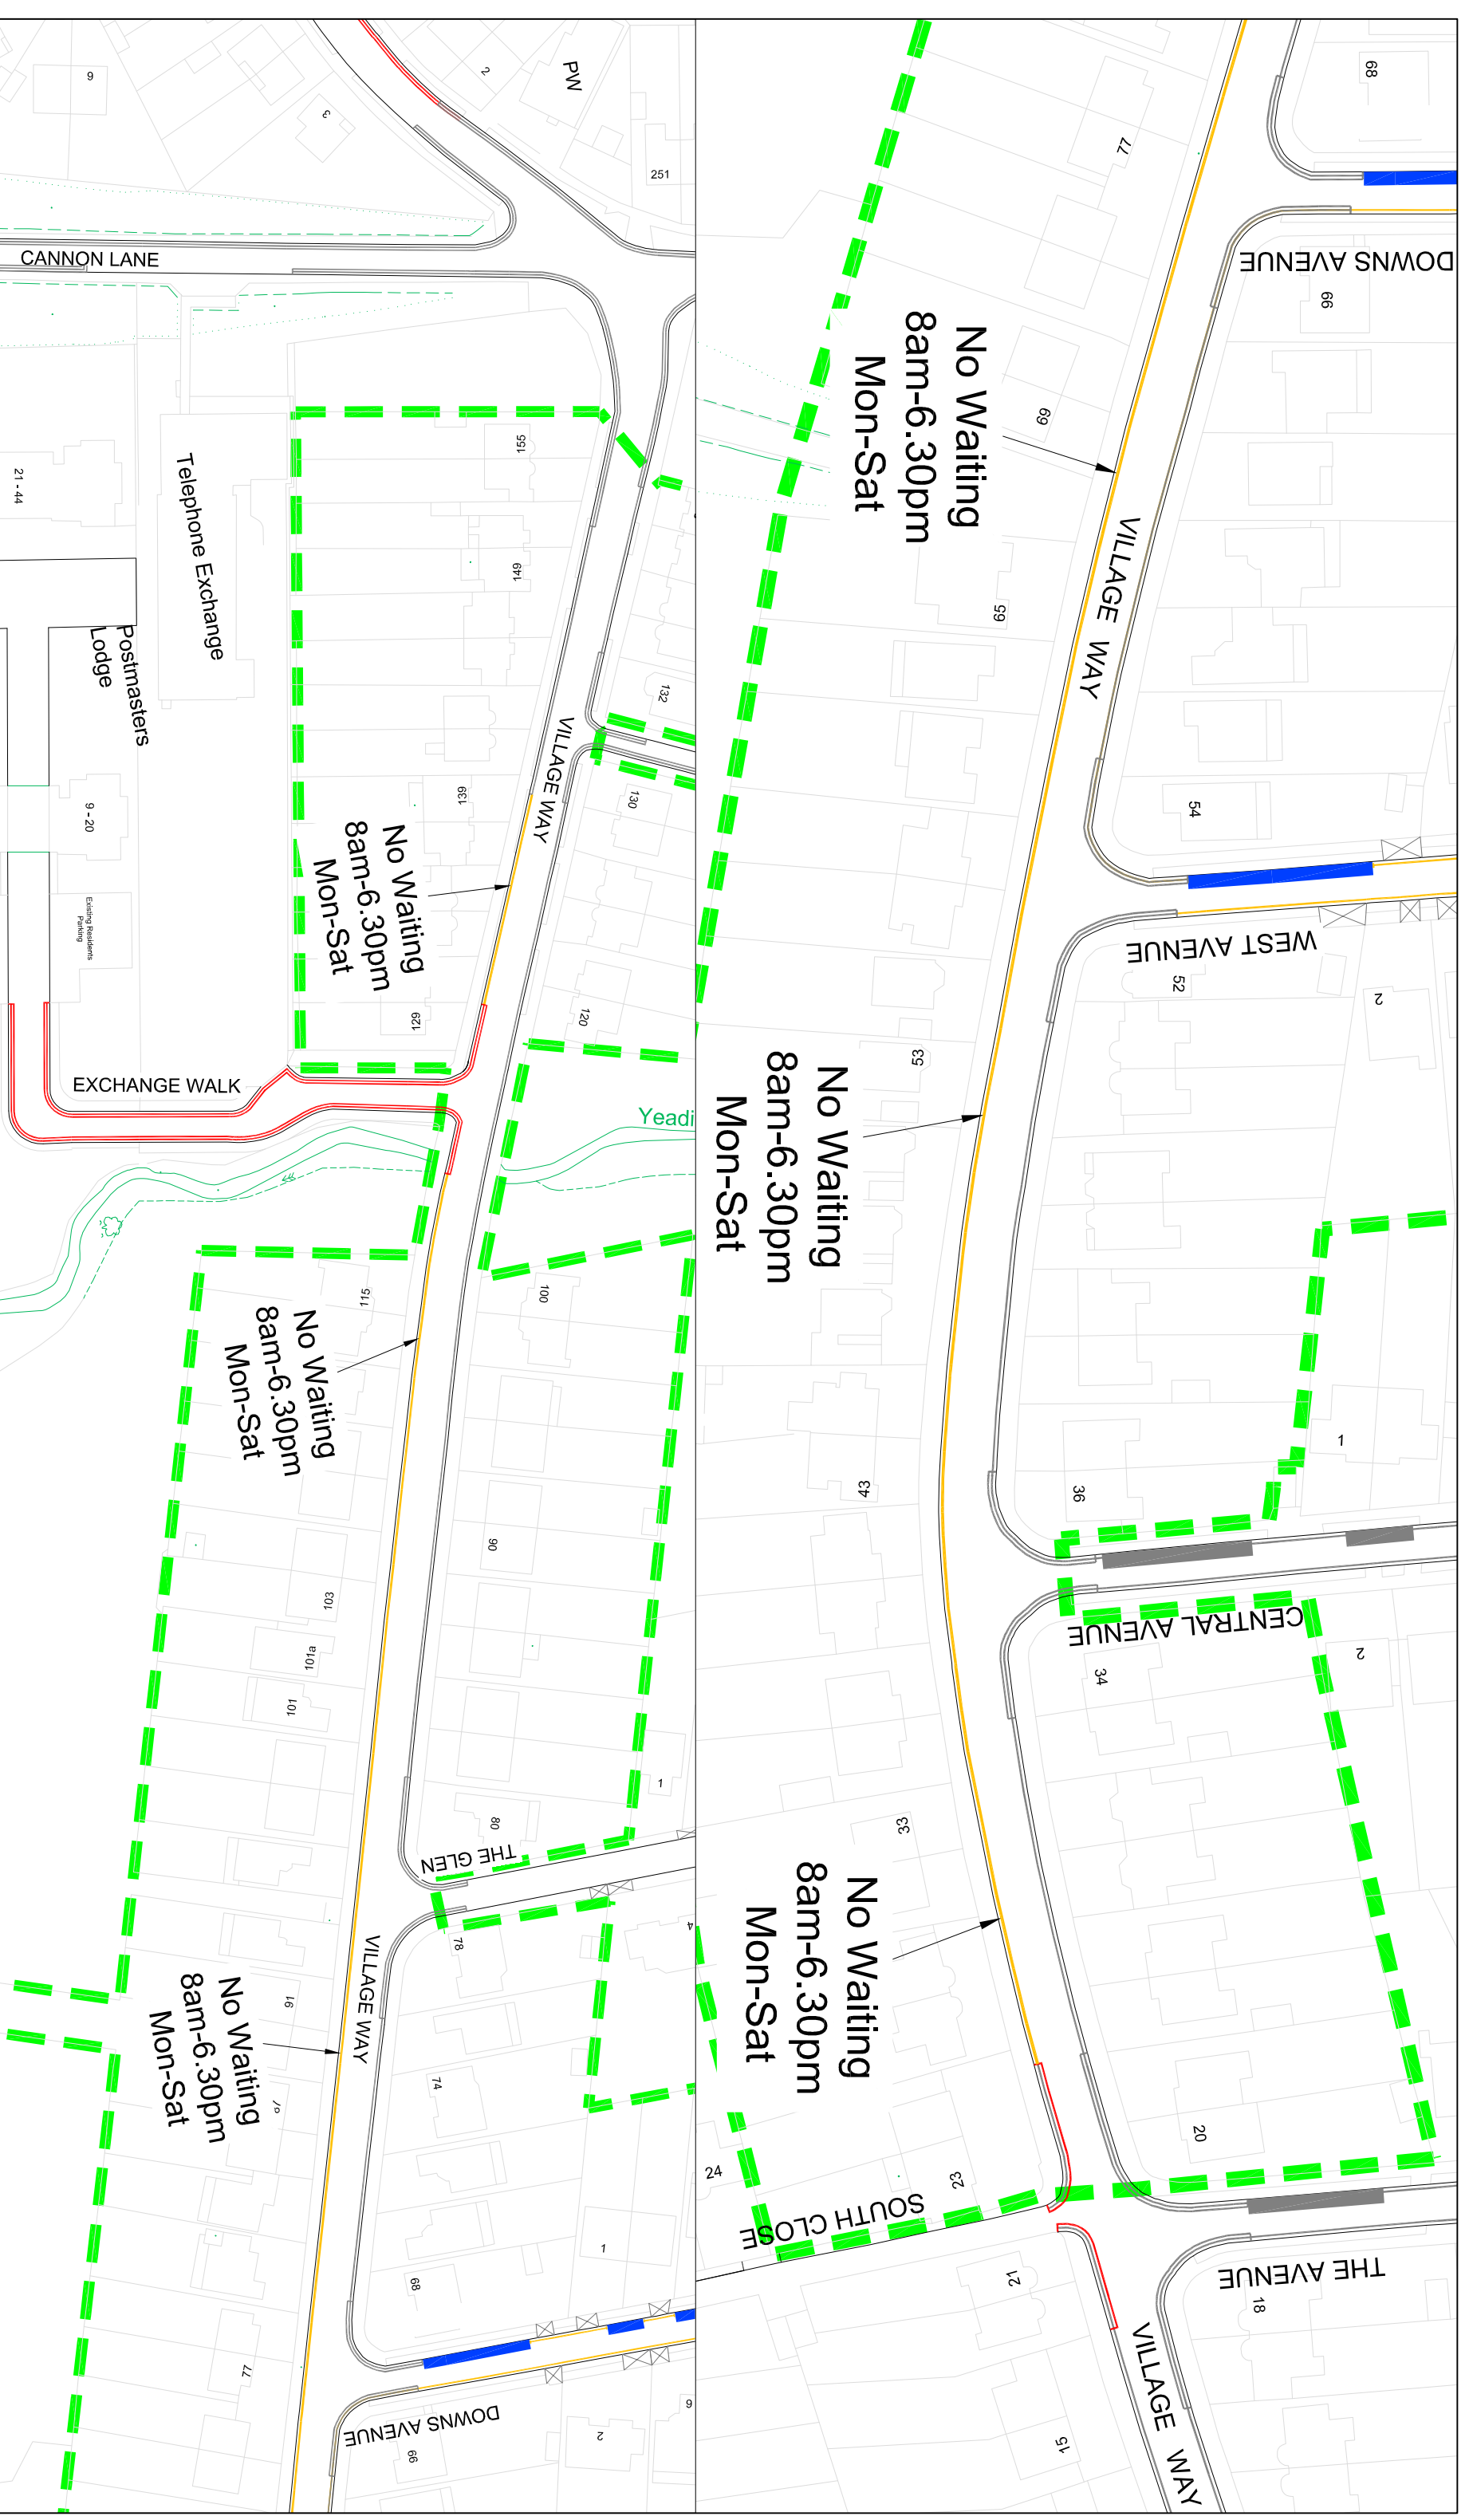 68
DOWNS AVENUE
66
77
No Waiting
8am-6.30pm
Mon-Sat
69
VILLAGE WAY
65
54
WEST AVENUE
52
2
53
No Waiting
8am-6.30pm
Mon-Sat
43
36
1
CENTRAL AVENUE
34
2
33
No Waiting
8am-6.30pm
Mon-Sat
20
23
24
SOUTH CLOSE
THE AVENUE
18
21
VILLAGE WAY
15
251
PW
2
3
CANNON LANE
155
149
Telephone Exchange
21 - 44
Postmasters
Lodge
132
VILLAGE WAY
130
139
No Waiting
8am-6.30pm
Mon-Sat
9 - 20
Existing Residents
Parking
120
129
EXCHANGE WALK
Yeadi
100
115
No Waiting
8am-6.30pm
Mon-Sat
90
103
101a
101
1
80
THE GLEN
78
VILLAGE WAY
91
No Waiting
8am-6.30pm
Mon-Sat
74
1
68
77
DOWNS AVENUE
66
2